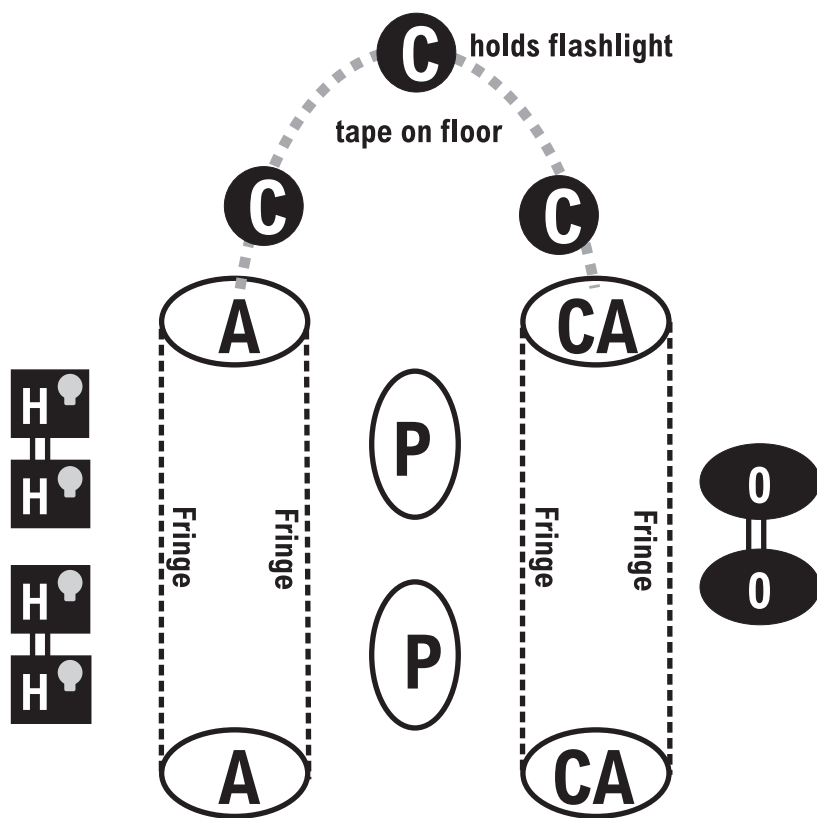 C holds flashlight
tape on floor
C C
A CA
H
H
P
O
Fringe Fringe Fringe Fringe
H
O
P
H
A CA